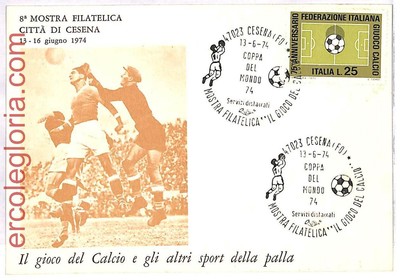 8ª MOSTRA FILATELICA
CITTÀ DI CESENA
13 - 16 giugno 1974
47023 CESENA (FO)
13-6-74
COPPA
DEL
MONDO
74
Servizi distaccati
MOSTRA FILATELICA "IL GIOCO DEL CALCIO"
75° ANNIVERSARIO
FEDERAZIONE ITALIANA
GIUOCO CALCIO
ITALIA L.25
47023 CESENA (FO)
13-6-74
COPPA
DEL
MONDO
74
Servizi distaccati
MOSTRA FILATELICA "IL GIOCO DEL CALCIO"
Il gioco del Calcio e gli altri sport della palla
ercolegloria.com